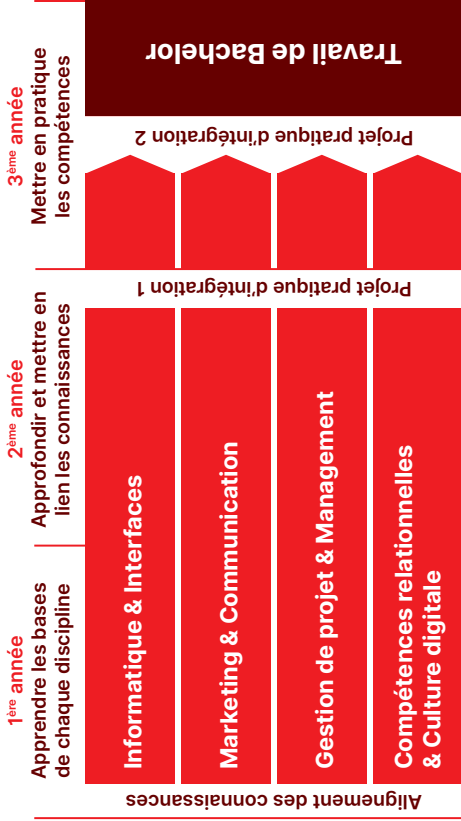 1ère année
Apprendre les bases
de chaque discipline
2ème année
Approfondir et mettre en
lien les connaissances
3ème année
Mettre en pratique
les compétences
Alignement des connaissances
Informatique & Interfaces
Marketing & Communication
Gestion de projet & Management
Compétences relationnelles
& Culture digitale
Projet pratique d'intégration 1
Projet pratique d'intégration 2
Travail de Bachelor